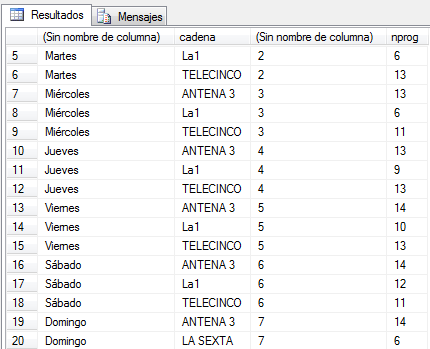 Resultados Mensajes
(Sin nombre de columna) cadena (Sin nombre de columna) nprog
5 Martes La1 2 6
6 Martes TELECINCO 2 13
7 Miércoles ANTENA 3 3 13
8 Miércoles La1 3 6
9 Miércoles TELECINCO 3 11
10 Jueves ANTENA 3 4 13
11 Jueves La1 4 9
12 Jueves TELECINCO 4 13
13 Viernes ANTENA 3 5 14
14 Viernes La1 5 10
15 Viernes TELECINCO 5 13
16 Sábado ANTENA 3 6 14
17 Sábado La1 6 12
18 Sábado TELECINCO 6 11
19 Domingo ANTENA 3 7 14
20 Domingo LA SEXTA 7 6